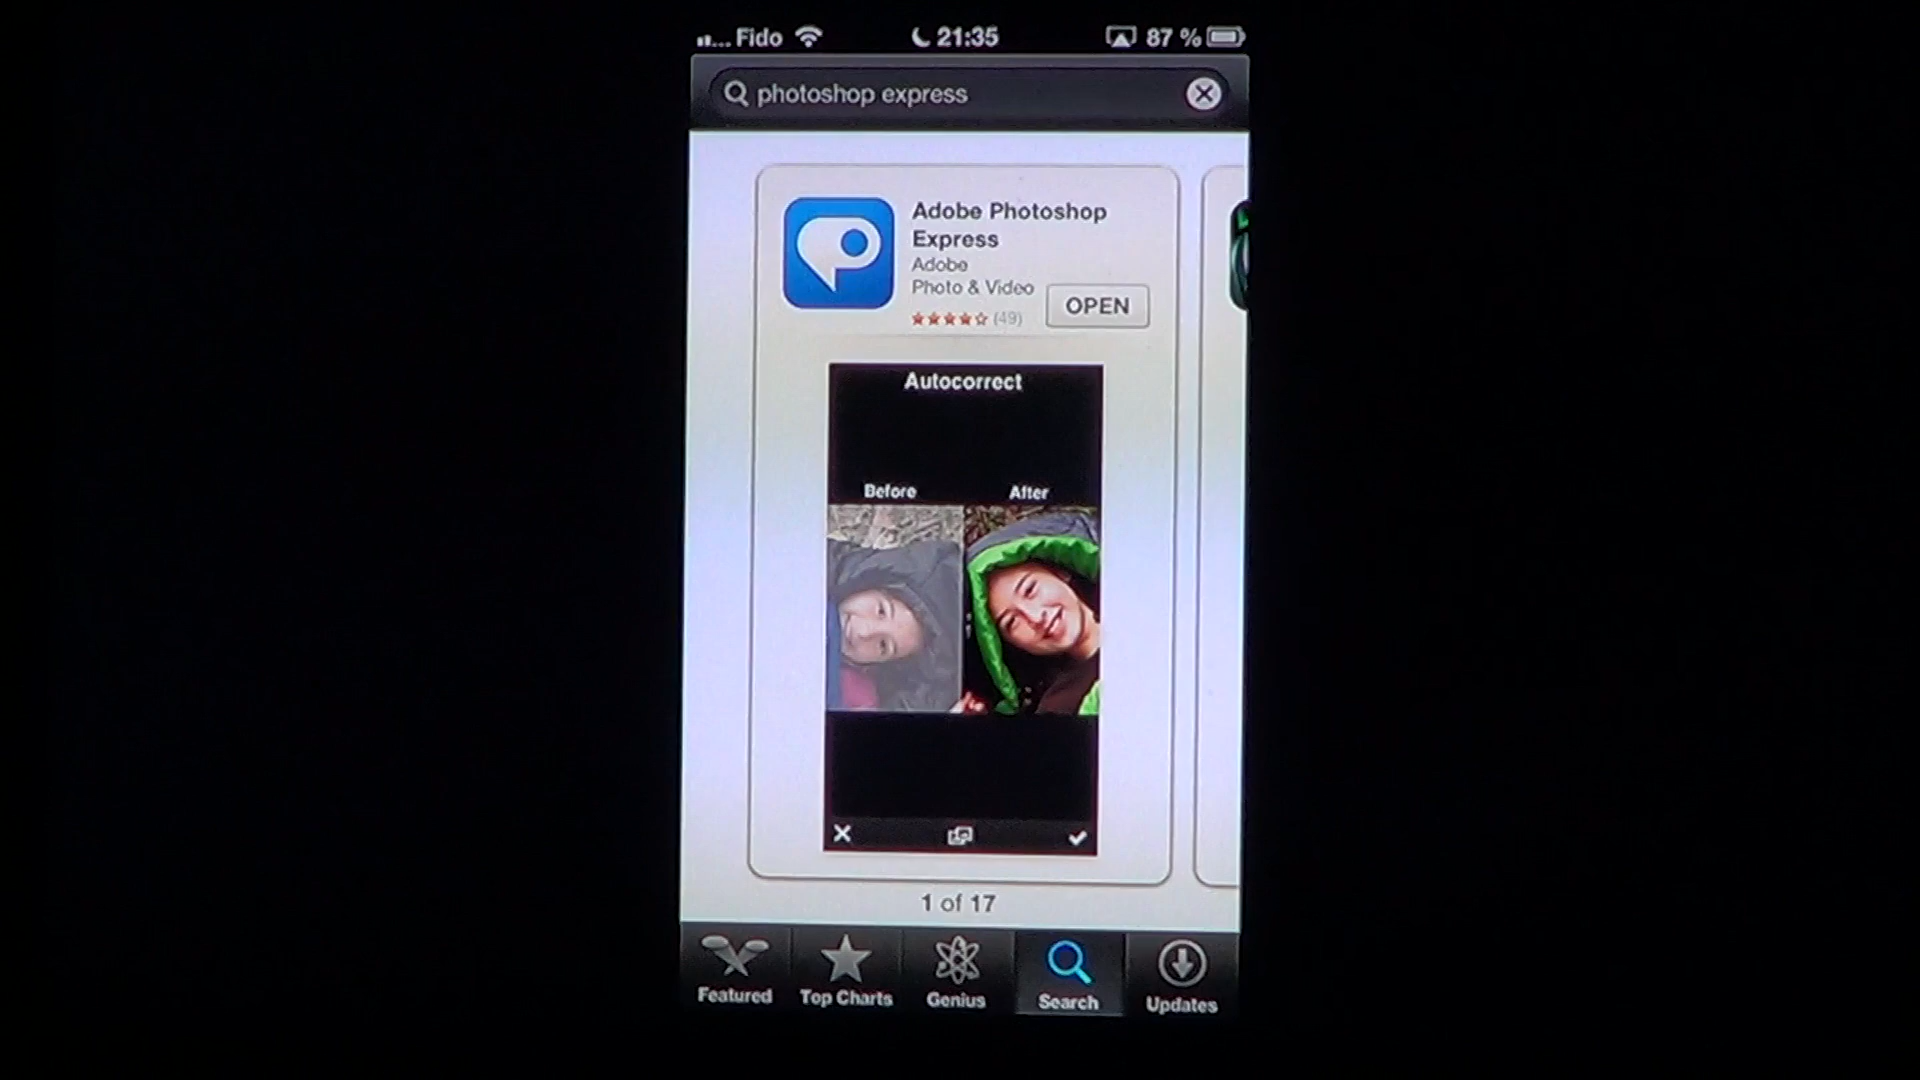 Fido 21:35 87 %
photoshop express
Adobe Photoshop
Express
Adobe
Photo & Video
(49)
OPEN
Autocorrect
Before After
1 of 17
Featured Top Charts Genius Search Updates